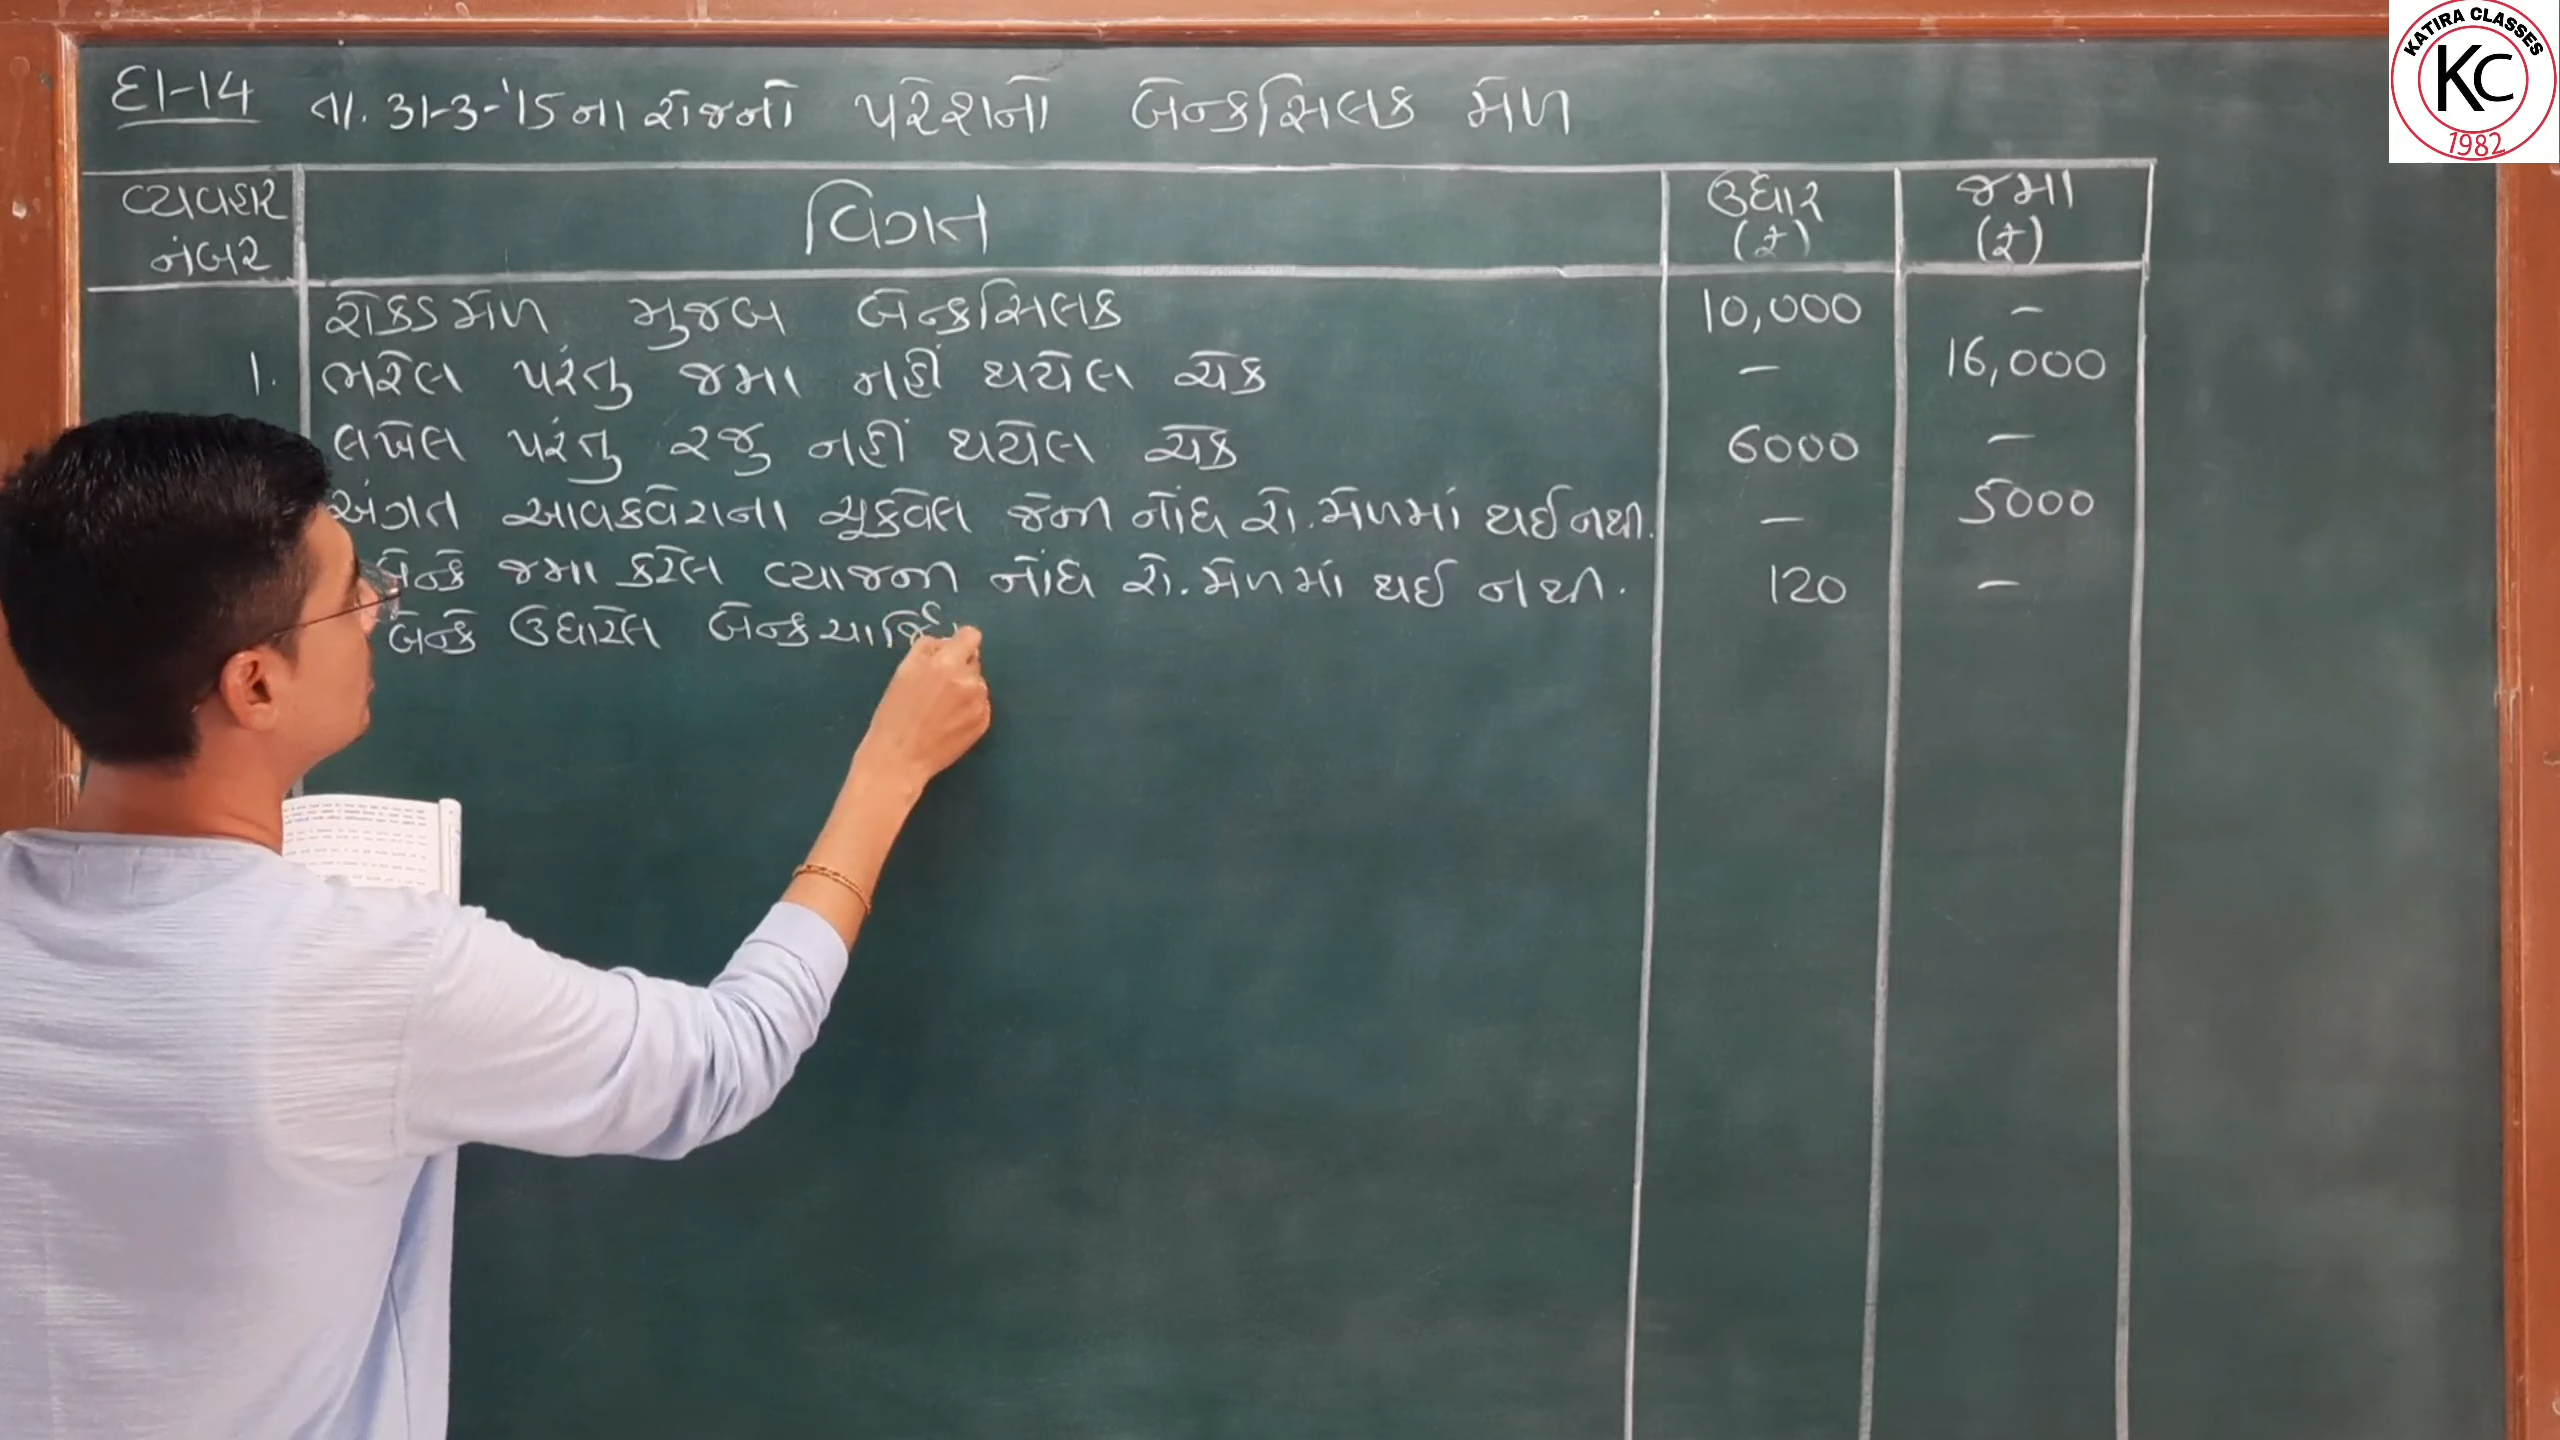 દા-14 તા. 31-3-'15ના રોજનો પરેશનો બેન્કસિલક મેળ
વ્યવહાર નંબર વિગત ઉધાર (₹) જમા (₹)
રોકડમેળ મુજબ બેન્કસિલક 10,000 –
1. ભરેલ પરંતુ જમા નહીં થયેલ ચેક – 16,000
લખેલ પરંતુ રજુ નહીં થયેલ ચેક 6000 –
અંગત આવકવેરાના ચૂકવેલ જેની નોંધ રો. મેળમાં થઈ નથી. – 5000
બેન્કે જમા કરેલ વ્યાજની નોંધ રો. મેળમાં થઈ નથી. 120 –
બેન્કે ઉધારેલ
KATIRA CLASSES
KC
1982